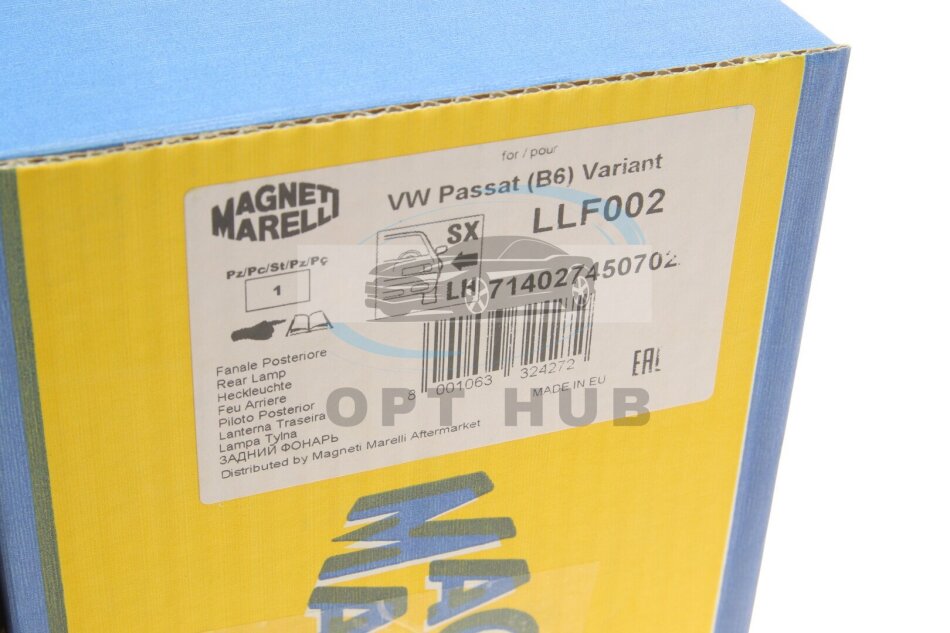 for / pour
VW Passat (B6) Variant
MAGNETI
MARELLI
LLF002
SX
Pz/Pc/St/Pz/Pç
1
LH 714027450702
Fanale Posteriore
Rear Lamp
Heckleuchte
Feu Arriere
Piloto Posterior
Lanterna Traseira
Lampa Tylna
ЗАДНИЙ ФОНАРЬ
Distributed by Magneti Marelli Aftermarket
8 001063 324272
MADE IN EU
EAC
OPT HUB